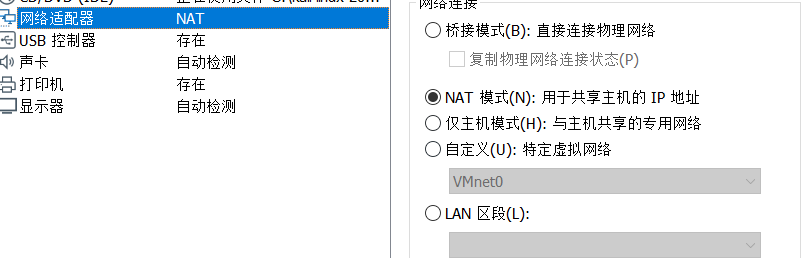 网络适配器 NAT
USB 控制器 存在
声卡 自动检测
打印机 存在
显示器 自动检测
网络连接
桥接模式(B): 直接连接物理网络
复制物理网络连接状态(P)
NAT 模式(N): 用于共享主机的 IP 地址
仅主机模式(H): 与主机共享的专用网络
自定义(U): 特定虚拟网络
VMnet0
LAN 区段(L):